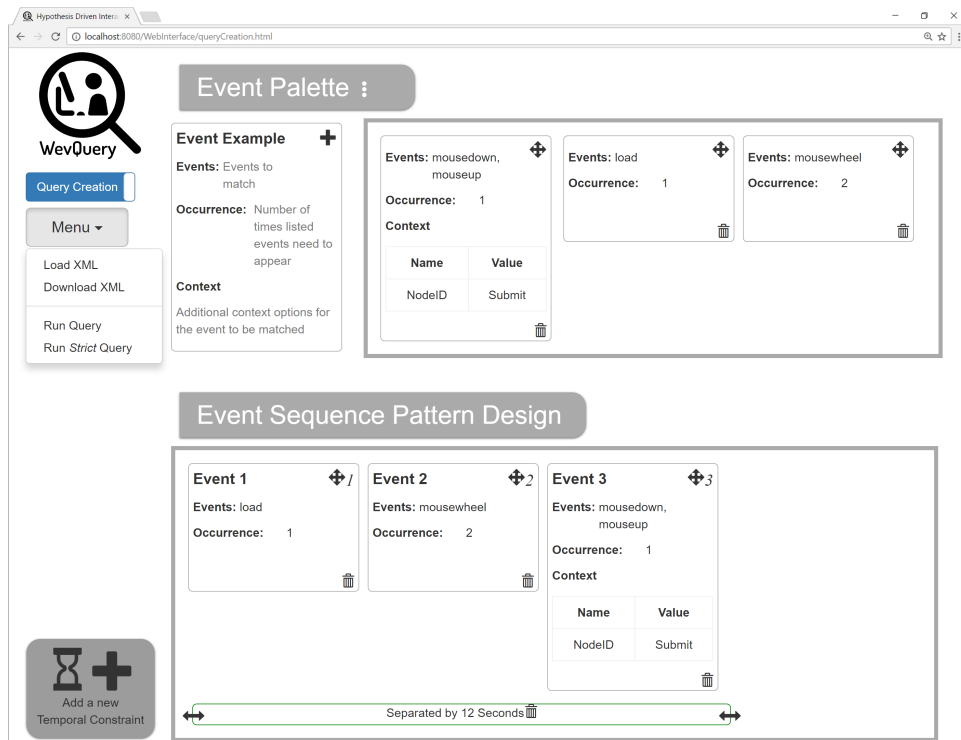 Hypothesis Driven Intera
localhost:8080/WebInterface/queryCreation.html
WevQuery
Query Creation
Menu
Load XML
Download XML
Run Query
Run Strict Query
Event Palette
Event Example
Events: Events to
match
Occurrence: Number of
times listed
events need to
appear
Context
Additional context options for
the event to be matched
Events: mousedown,
mouseup
Occurrence: 1
Context
Name Value
NodeID Submit
Events: load
Occurrence: 1
Events: mousewheel
Occurrence: 2
Event Sequence Pattern Design
Event 1 1
Events: load
Occurrence: 1
Event 2 2
Events: mousewheel
Occurrence: 2
Event 3 3
Events: mousedown,
mouseup
Occurrence: 1
Context
Name Value
NodeID Submit
Separated by 12 Seconds
Add a new
Temporal Constraint